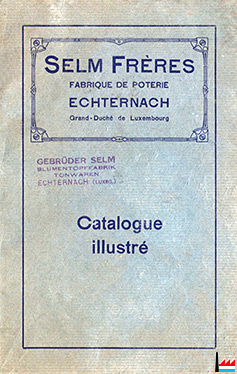 SELM FRÈRES
FABRIQUE DE POTERIE
ECHTERNACH
Grand-Duché de Luxembourg
GEBRÜDER SELM
BLUMENTOPFFABRIK
TONWAREN
ECHTERNACH (LUXBG.)
Catalogue
illustré